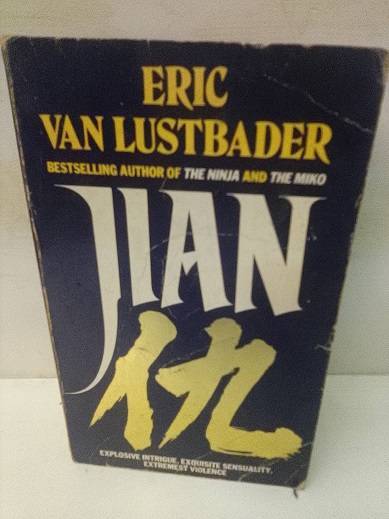 ERIC
VAN LUSTBADER
BESTSELLING AUTHOR OF THE NINJA AND THE MIKO
JIAN
仇
EXPLOSIVE INTRIGUE, EXQUISITE SENSUALITY,
EXTREMEST VIOLENCE